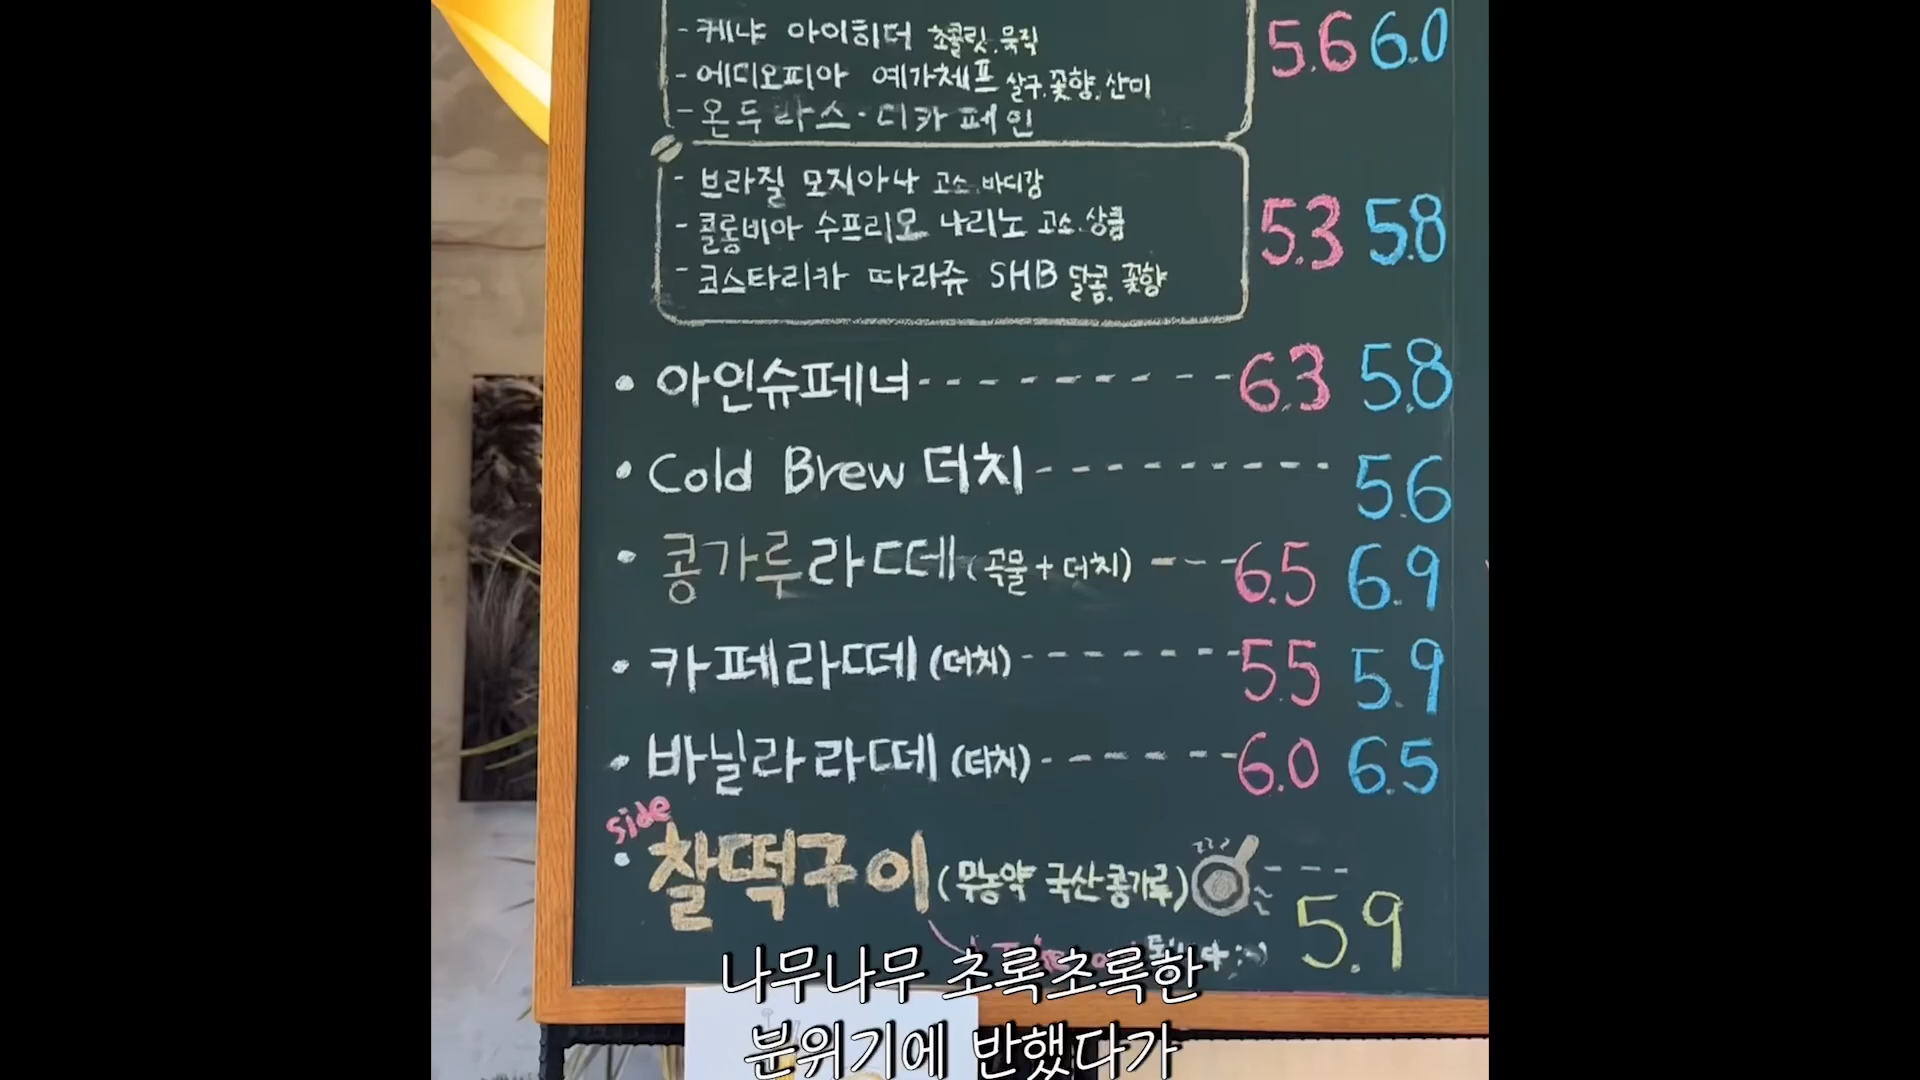 - 케냐 아이히더 초콜릿.묵직 5.6 6.0
- 에디오피아 예가체프 살구.꽃향.산미
- 온두라스·디카페인
- 브라질 모지아나 고소.바디감
- 콜롬비아 수프리모 나리노 고소.상큼 5.3 5.8
- 코스타리카 따라쥬 SHB 달콤.꽃향
• 아인슈페너 6.3 5.8
• Cold Brew 더치 5.6
• 콩가루라떼 (곡물+더치) 6.5 6.9
• 카페라떼 (더치) 5.5 5.9
• 바닐라라떼 (더치) 6.0 6.5
side
• 찰떡구이 (무농약 국산콩가루) 5.9
나무나무 초록초록한
분위기에 반했다가